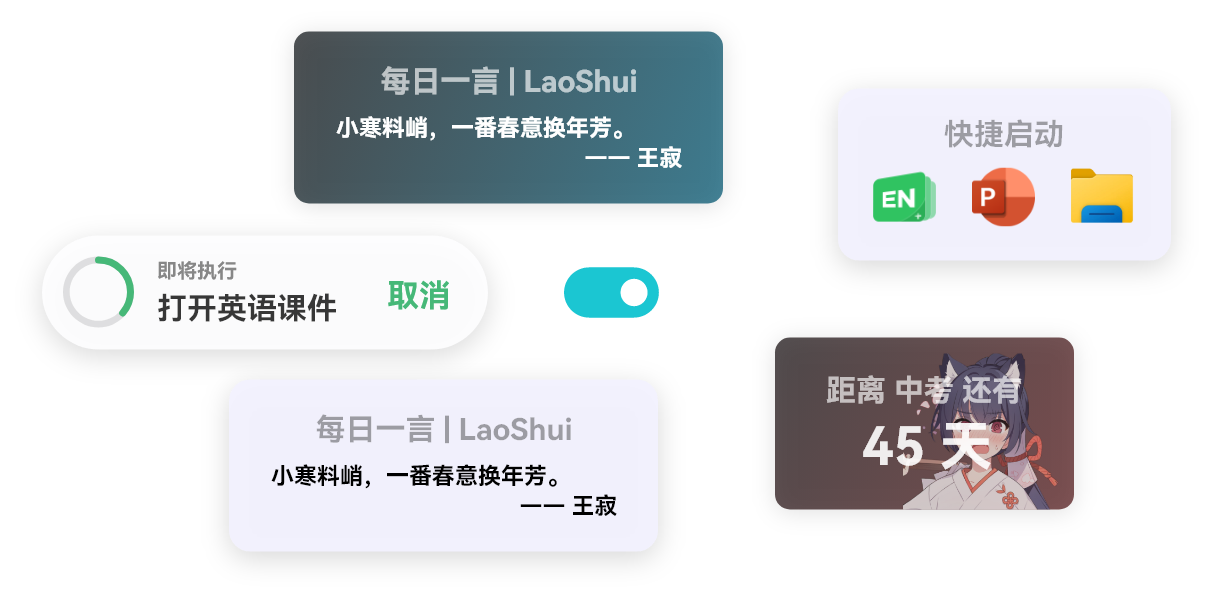 每日一言 | LaoShui
小寒料峭，一番春意换年芳。
—— 王寂
快捷启动
EN
P
即将执行
打开英语课件
取消
距离 中考 还有
45 天
每日一言 | LaoShui
小寒料峭，一番春意换年芳。
—— 王寂